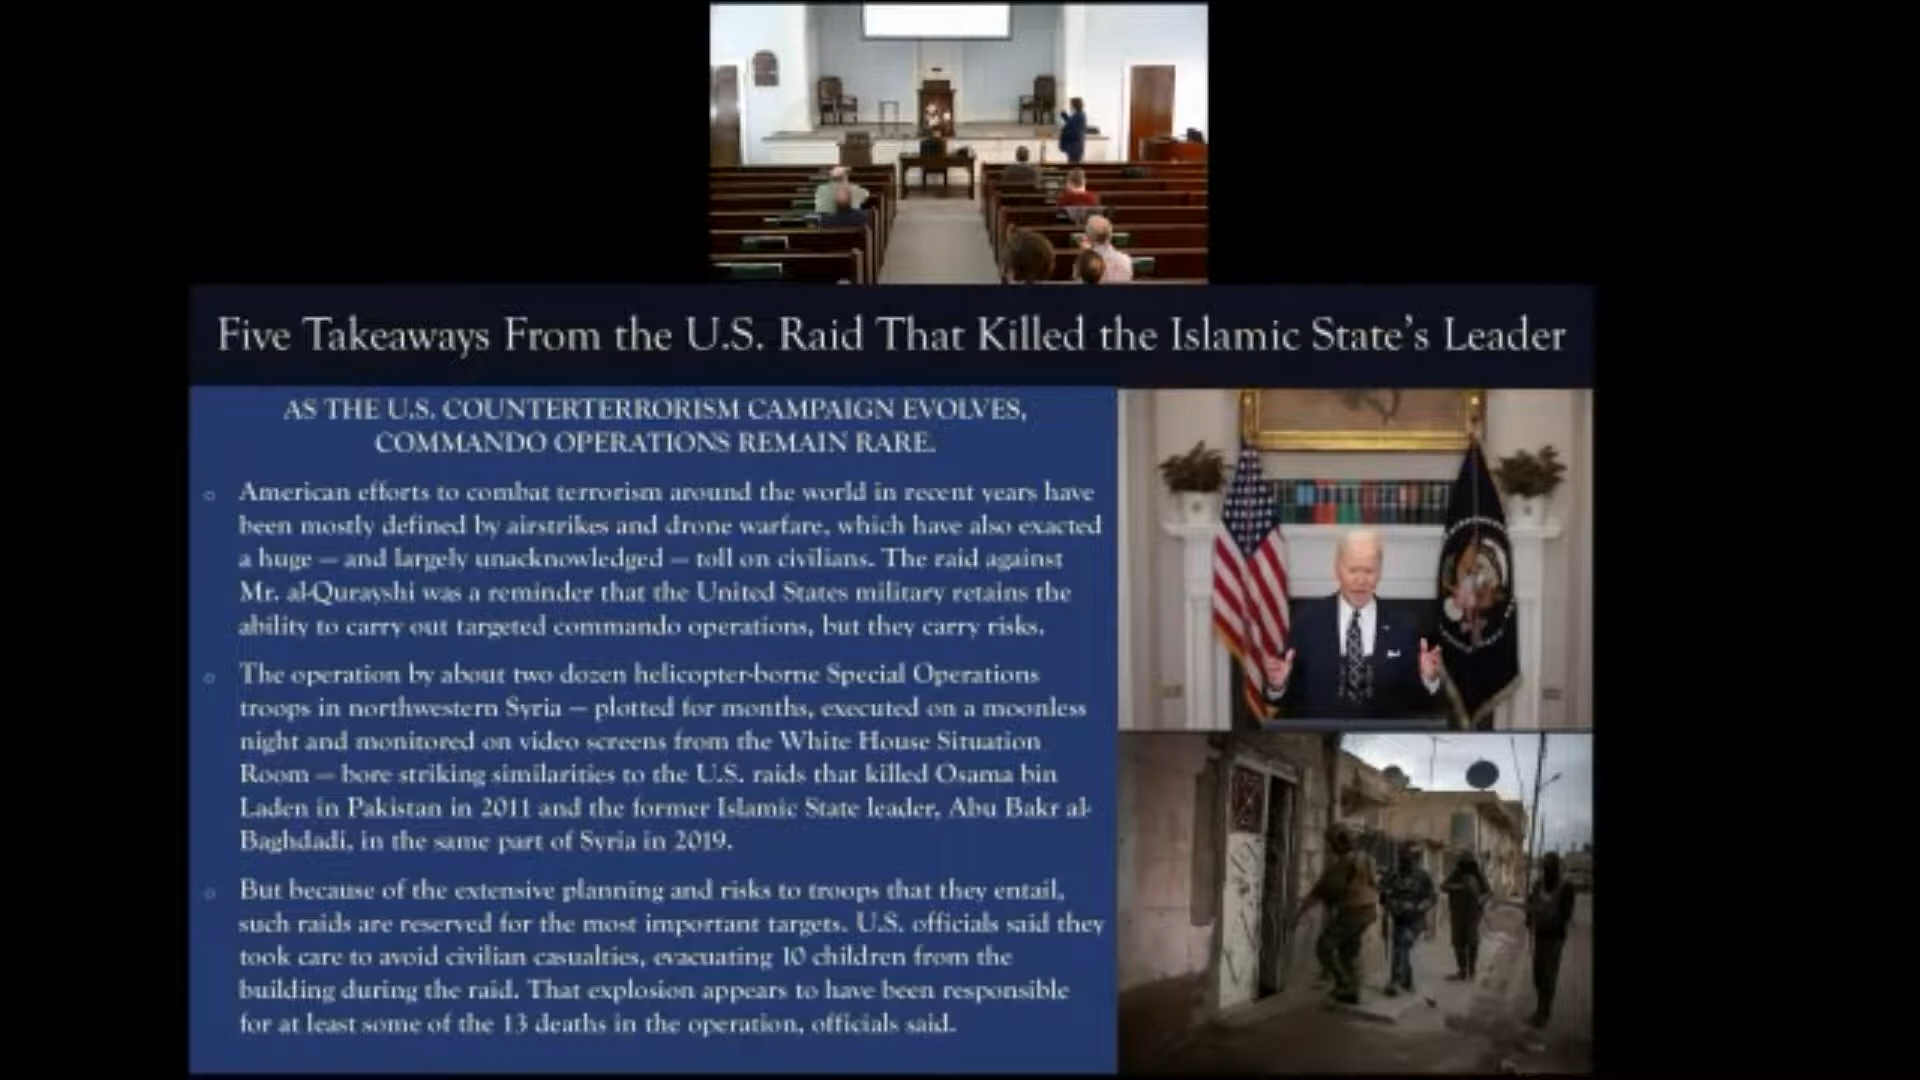 Five Takeaways From the U.S. Raid That Killed the Islamic State's Leader
AS THE U.S. COUNTERTERRORISM CAMPAIGN EVOLVES,
COMMANDO OPERATIONS REMAIN RARE.
American efforts to combat terrorism around the world in recent years have
been mostly defined by airstrikes and drone warfare, which have also exacted
a huge — and largely unacknowledged — toll on civilians. The raid against
Mr. al-Qurayshi was a reminder that the United States military retains the
ability to carry out targeted commando operations, but they carry risks.
The operation by about two dozen helicopter-borne Special Operations
troops in northwestern Syria — plotted for months, executed on a moonless
night and monitored on video screens from the White House Situation
Room — bore striking similarities to the U.S. raids that killed Osama bin
Laden in Pakistan in 2011 and the former Islamic State leader, Abu Bakr al-
Baghdadi, in the same part of Syria in 2019.
But because of the extensive planning and risks to troops that they entail,
such raids are reserved for the most important targets. U.S. officials said they
took care to avoid civilian casualties, evacuating 10 children from the
building during the raid. That explosion appears to have been responsible
for at least some of the 13 deaths in the operation, officials said.